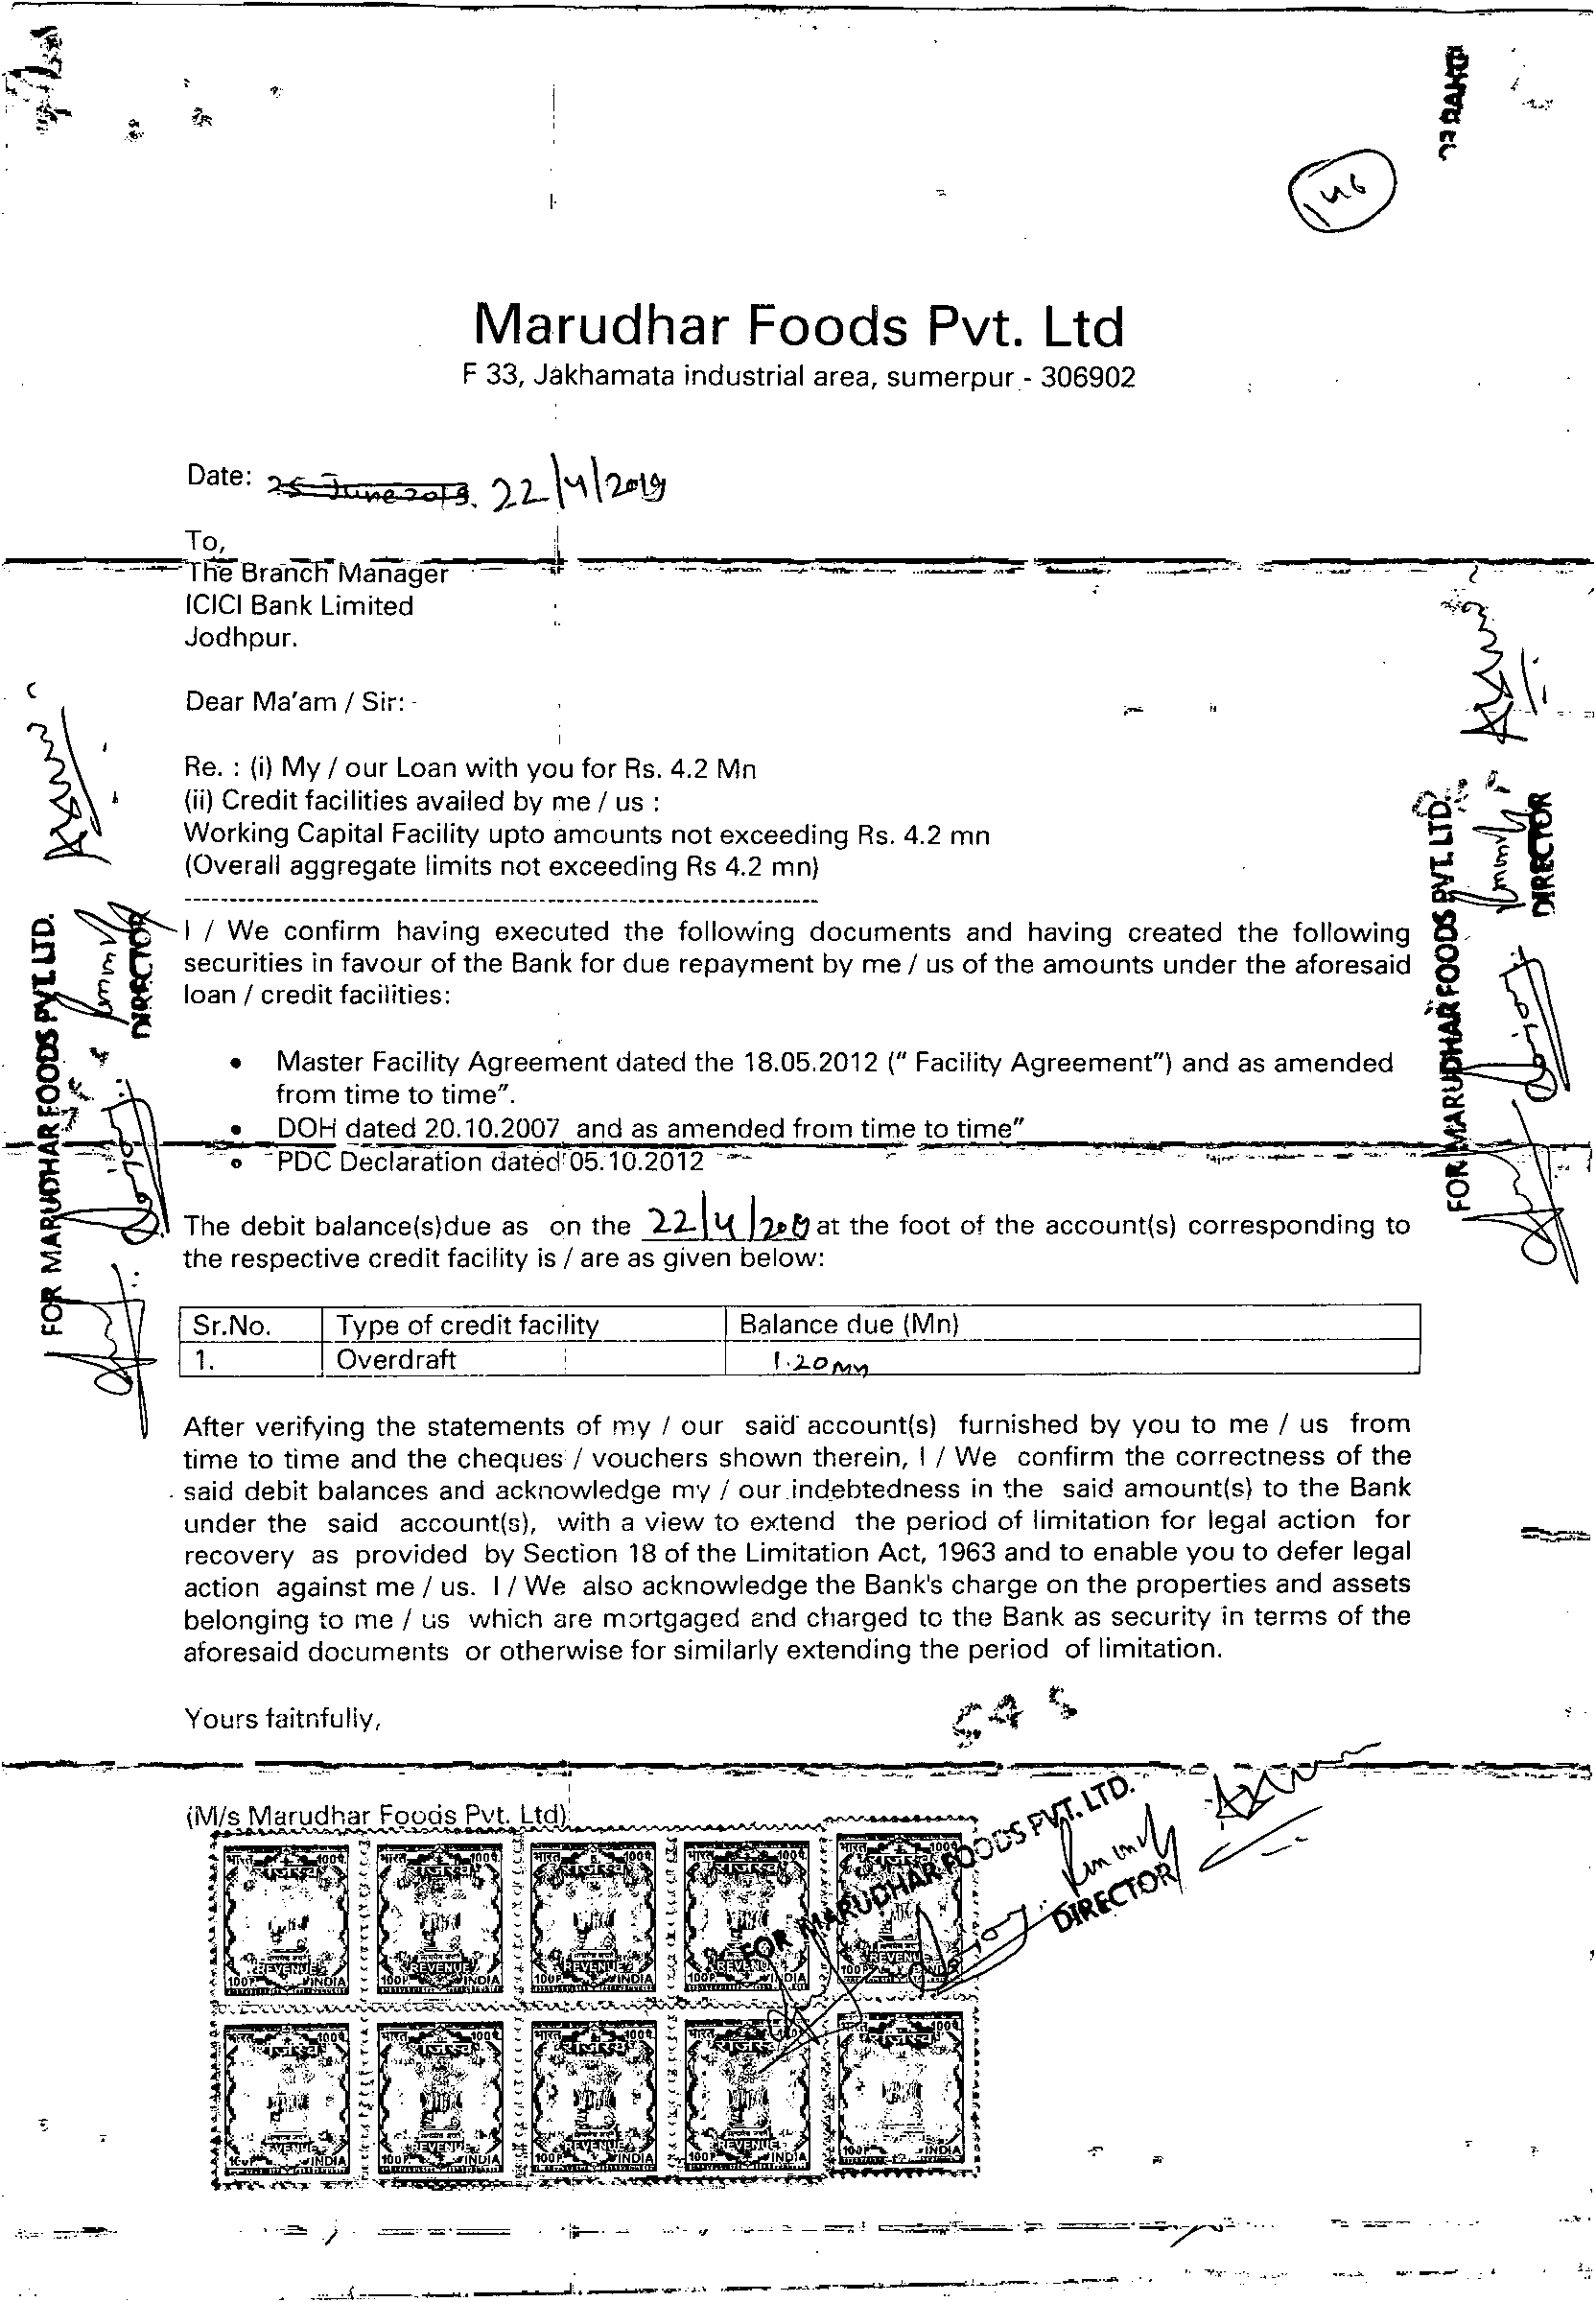 146
Marudhar Foods Pvt. Ltd
F 33, Jakhamata industrial area, sumerpur - 306902
Date: 25 June 2019. 22/4/2019
To,
The Branch Manager
ICICI Bank Limited
Jodhpur.
Dear Ma'am / Sir: -
Re. : (i) My / our Loan with you for Rs. 4.2 Mn
(ii) Credit facilities availed by me / us :
Working Capital Facility upto amounts not exceeding Rs. 4.2 mn
(Overall aggregate limits not exceeding Rs 4.2 mn)
I / We confirm having executed the following documents and having created the following
securities in favour of the Bank for due repayment by me / us of the amounts under the aforesaid
loan / credit facilities:
• Master Facility Agreement dated the 18.05.2012 (" Facility Agreement") and as amended
from time to time".
• DOH dated 20.10.2007 and as amended from time to time"
• PDC Declaration dated 05.10.2012
The debit balance(s)due as on the 22/4/2019 at the foot of the account(s) corresponding to
the respective credit facility is / are as given below:
Sr.No. Type of credit facility Balance due (Mn)
1. Overdraft 1.20 Mn
After verifying the statements of my / our said account(s) furnished by you to me / us from
time to time and the cheques / vouchers shown therein, I / We confirm the correctness of the
said debit balances and acknowledge my / our indebtedness in the said amount(s) to the Bank
under the said account(s), with a view to extend the period of limitation for legal action for
recovery as provided by Section 18 of the Limitation Act, 1963 and to enable you to defer legal
action against me / us. I / We also acknowledge the Bank's charge on the properties and assets
belonging to me / us which are mortgaged and charged to the Bank as security in terms of the
aforesaid documents or otherwise for similarly extending the period of limitation.
Yours faithfully,
(M/s Marudhar Foods Pvt. Ltd)
FOR MARUDHAR FOODS PVT. LTD.
DIRECTOR
FOR MARUDHAR FOODS PVT. LTD.
DIRECTOR
FOR MARUDHAR FOODS PVT. LTD.
DIRECTOR
भारत राजस्व REVENUE 100P INDIA